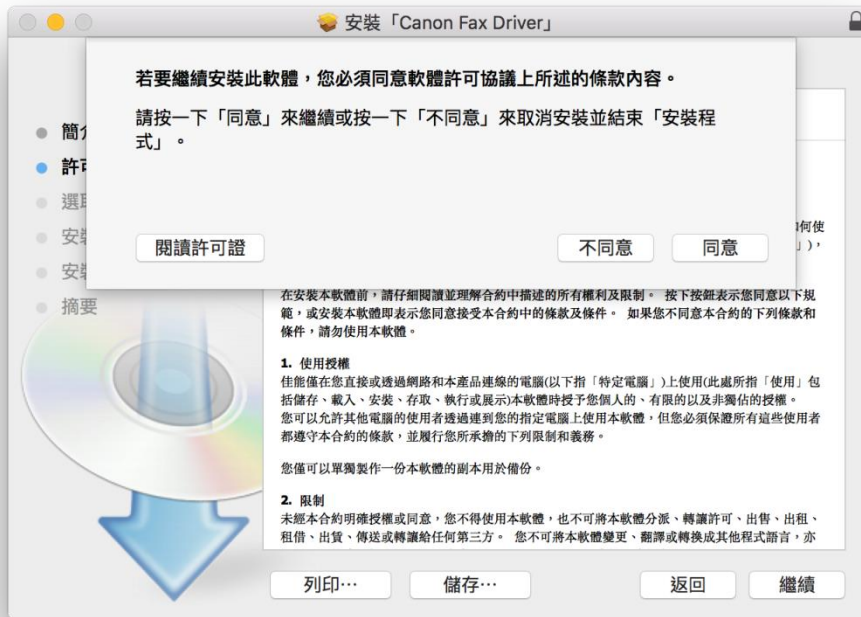 安裝「Canon Fax Driver」
若要繼續安裝此軟體，您必須同意軟體許可協議上所述的條款內容。
請按一下「同意」來繼續或按一下「不同意」來取消安裝並結束「安裝程
式」。
閱讀許可證
不同意
同意
簡
許
選
安
安
摘要
何使
」)，
在安裝本軟體前，請仔細閱讀並理解合約中描述的所有權利及限制。 按下按鈕表示您同意以下規
範，或安裝本軟體即表示您同意接受本合約中的條款及條件。 如果您不同意本合約的下列條款和
條件，請勿使用本軟體。
1. 使用授權
佳能僅在您直接或透過網路和本產品連線的電腦(以下指「特定電腦」)上使用(此處所指「使用」包
括儲存、載入、安裝、存取、執行或展示)本軟體時授予您個人的、有限的以及非獨佔的授權。
您可以允許其他電腦的使用者透過連到您的指定電腦上使用本軟體，但您必須保證所有這些使用者
都遵守本合約的條款，並履行您所承擔的下列限制和義務。
您僅可以單獨製作一份本軟體的副本用於備份。
2. 限制
未經本合約明確授權或同意，您不得使用本軟體，也不可將本軟體分派、轉讓許可、出售、出租、
租借、出賃、傳送或轉讓給任何第三方。 您不可將本軟體變更、翻譯或轉換成其他程式語言，亦
列印…
儲存…
返回
繼續